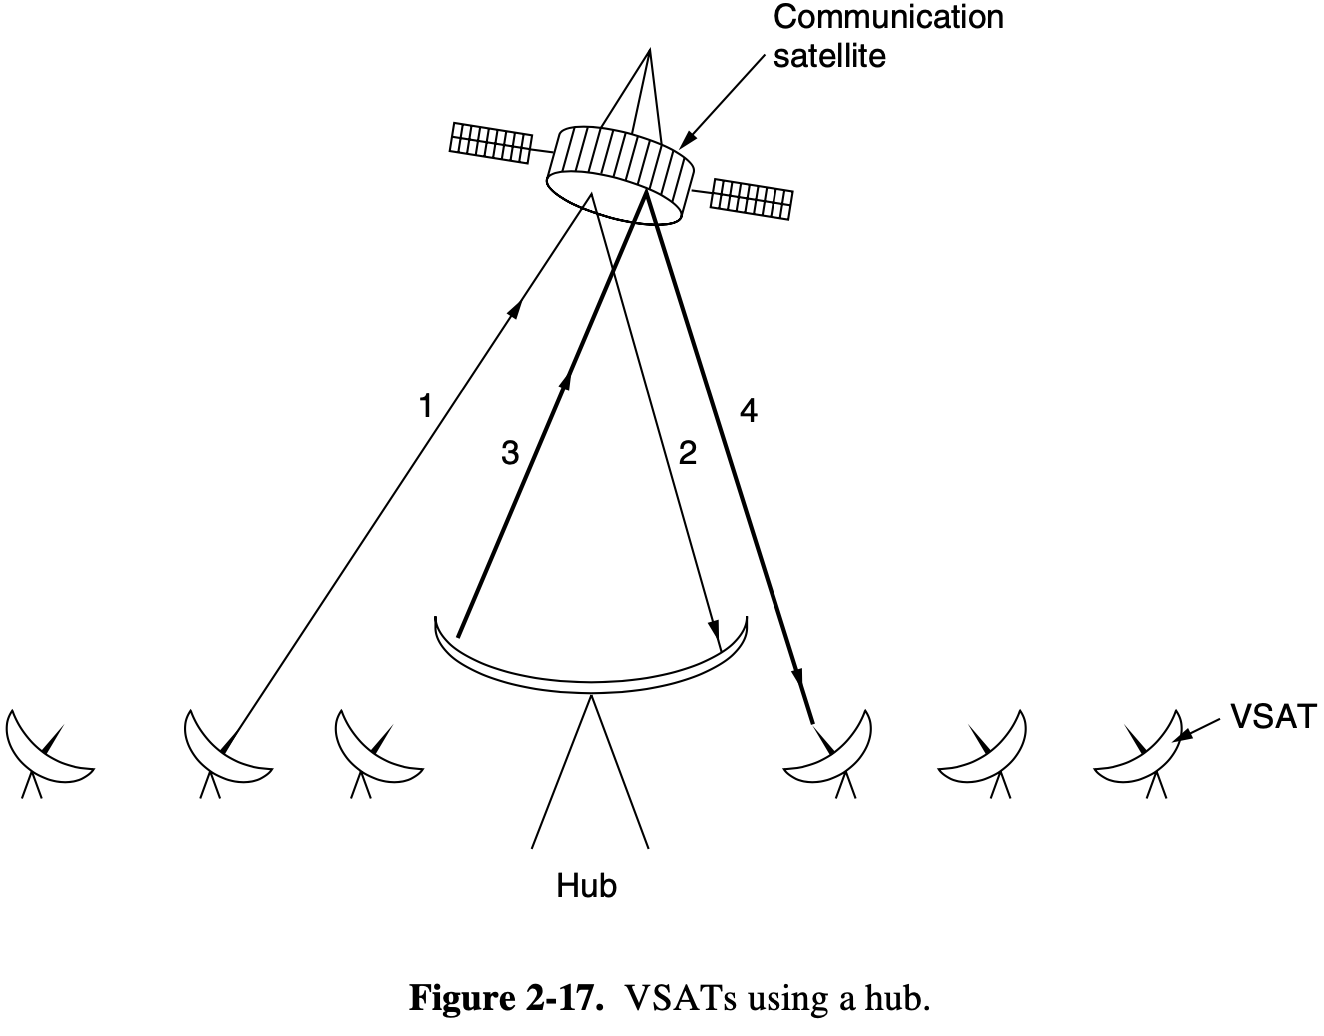 Communication
satellite
1
3
2
4
VSAT
Hub
Figure 2-17. VSATs using a hub.